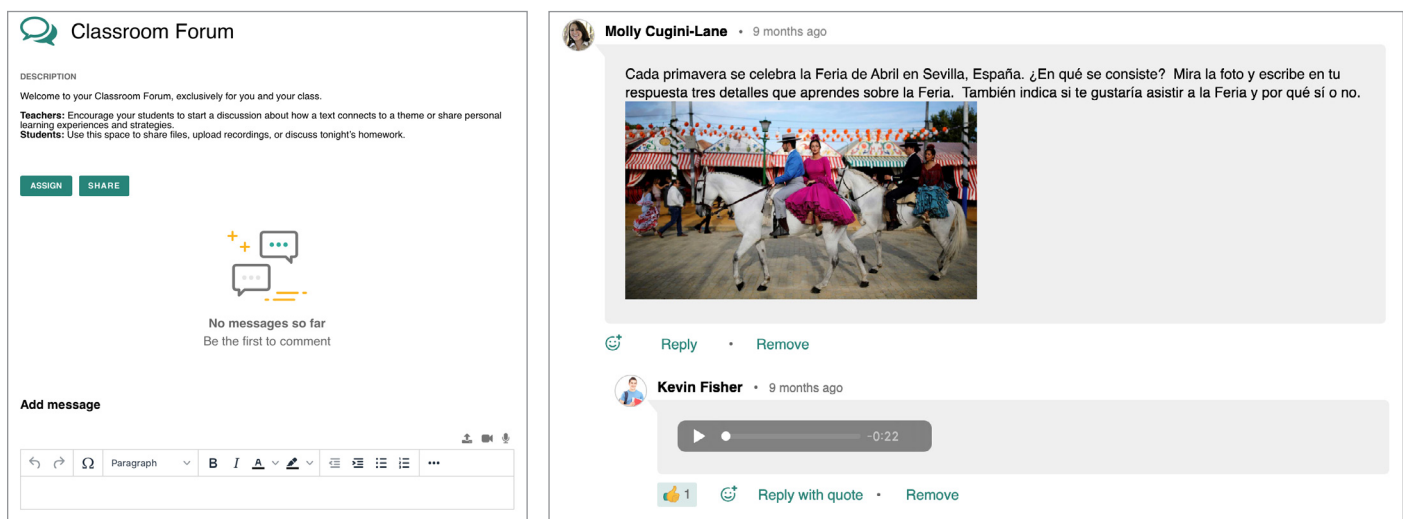 Classroom Forum
DESCRIPTION
Welcome to your Classroom Forum, exclusively for you and your class.
Teachers: Encourage your students to start a discussion about how a text connects to a theme or share personal
learning experiences and strategies.
Students: Use this space to share files, upload recordings, or discuss tonight's homework.
ASSIGN SHARE
No messages so far
Be the first to comment
Add message
Ω Paragraph B I A
Molly Cugini-Lane • 9 months ago
Cada primavera se celebra la Feria de Abril en Sevilla, España. ¿En qué se consiste?  Mira la foto y escribe en tu
respuesta tres detalles que aprendes sobre la Feria.  También indica si te gustaría asistir a la Feria y por qué sí o no.
Reply • Remove
Kevin Fisher • 9 months ago
-0:22
1 Reply with quote • Remove